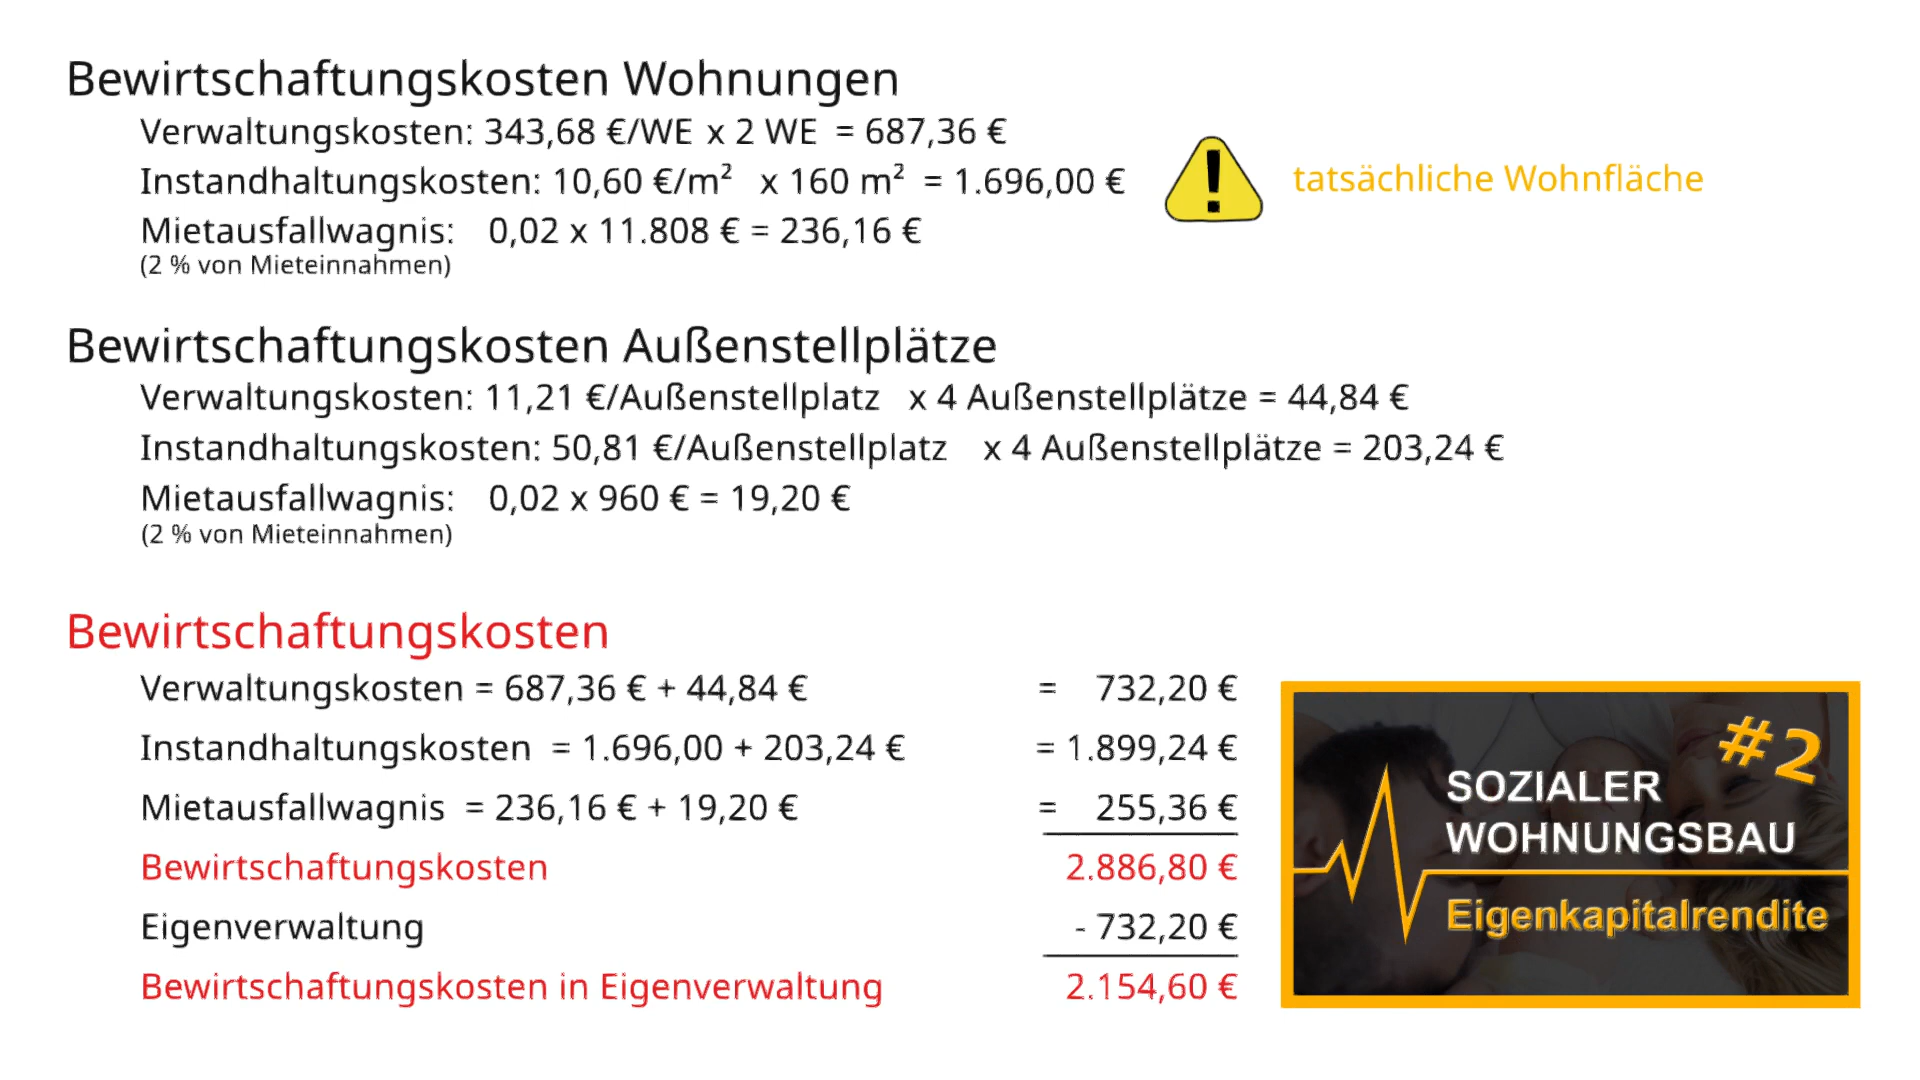 Bewirtschaftungskosten Wohnungen
Verwaltungskosten: 343,68 €/WE x 2 WE = 687,36 €
Instandhaltungskosten: 10,60 €/m² x 160 m² = 1.696,00 €
tatsächliche Wohnfläche
Mietausfallwagnis: 0,02 x 11.808 € = 236,16 €
(2 % von Mieteinnahmen)
Bewirtschaftungskosten Außenstellplätze
Verwaltungskosten: 11,21 €/Außenstellplatz x 4 Außenstellplätze = 44,84 €
Instandhaltungskosten: 50,81 €/Außenstellplatz x 4 Außenstellplätze = 203,24 €
Mietausfallwagnis: 0,02 x 960 € = 19,20 €
(2 % von Mieteinnahmen)
Bewirtschaftungskosten
Verwaltungskosten = 687,36 € + 44,84 € = 732,20 €
Instandhaltungskosten = 1.696,00 + 203,24 € = 1.899,24 €
Mietausfallwagnis = 236,16 € + 19,20 € = 255,36 €
Bewirtschaftungskosten 2.886,80 €
Eigenverwaltung - 732,20 €
Bewirtschaftungskosten in Eigenverwaltung 2.154,60 €
#2
SOZIALER
WOHNUNGSBAU
Eigenkapitalrendite